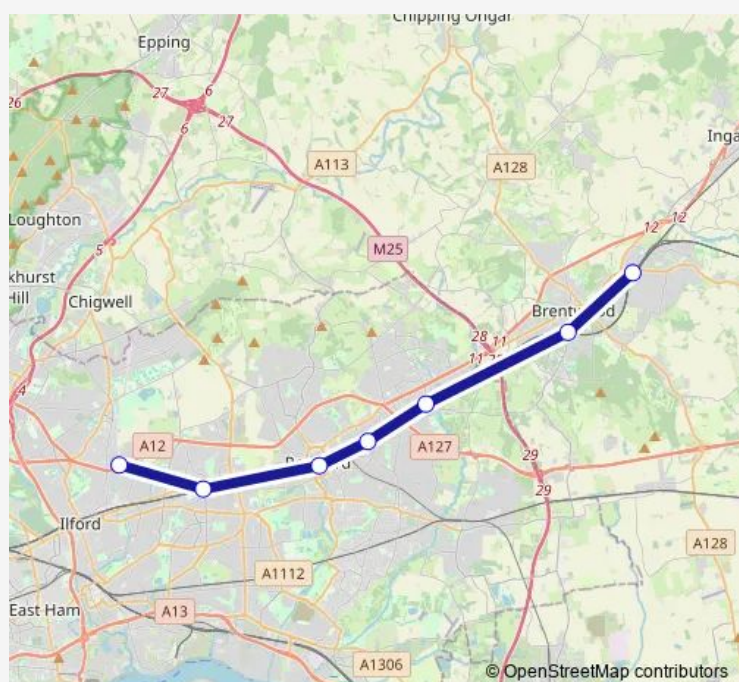 Chipping Ongar
Epping
26
27
6
6
27
A113
A128
Inga
Loughton
5
M25
12
12
khurst
Hill
Chigwell
Brentwood
28
11
11
4
A12
A127
29
29
Ilford
A128
A1112
East Ham
A13
A1306
© OpenStreetMap contributors